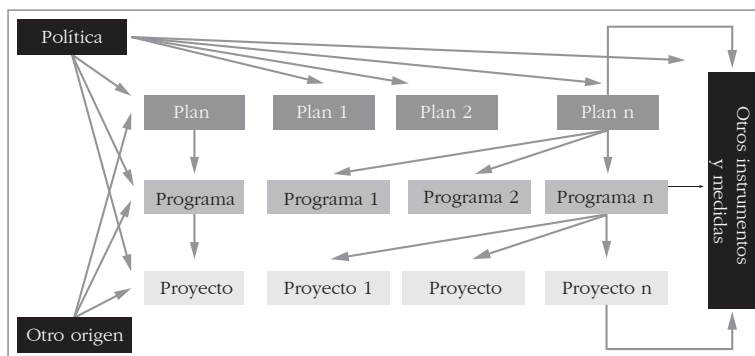 Política
Plan
Plan 1
Plan 2
Plan n
Programa
Programa 1
Programa 2
Programa n
Proyecto
Proyecto 1
Proyecto
Proyecto n
Otro origen
Otros instrumentos
y medidas